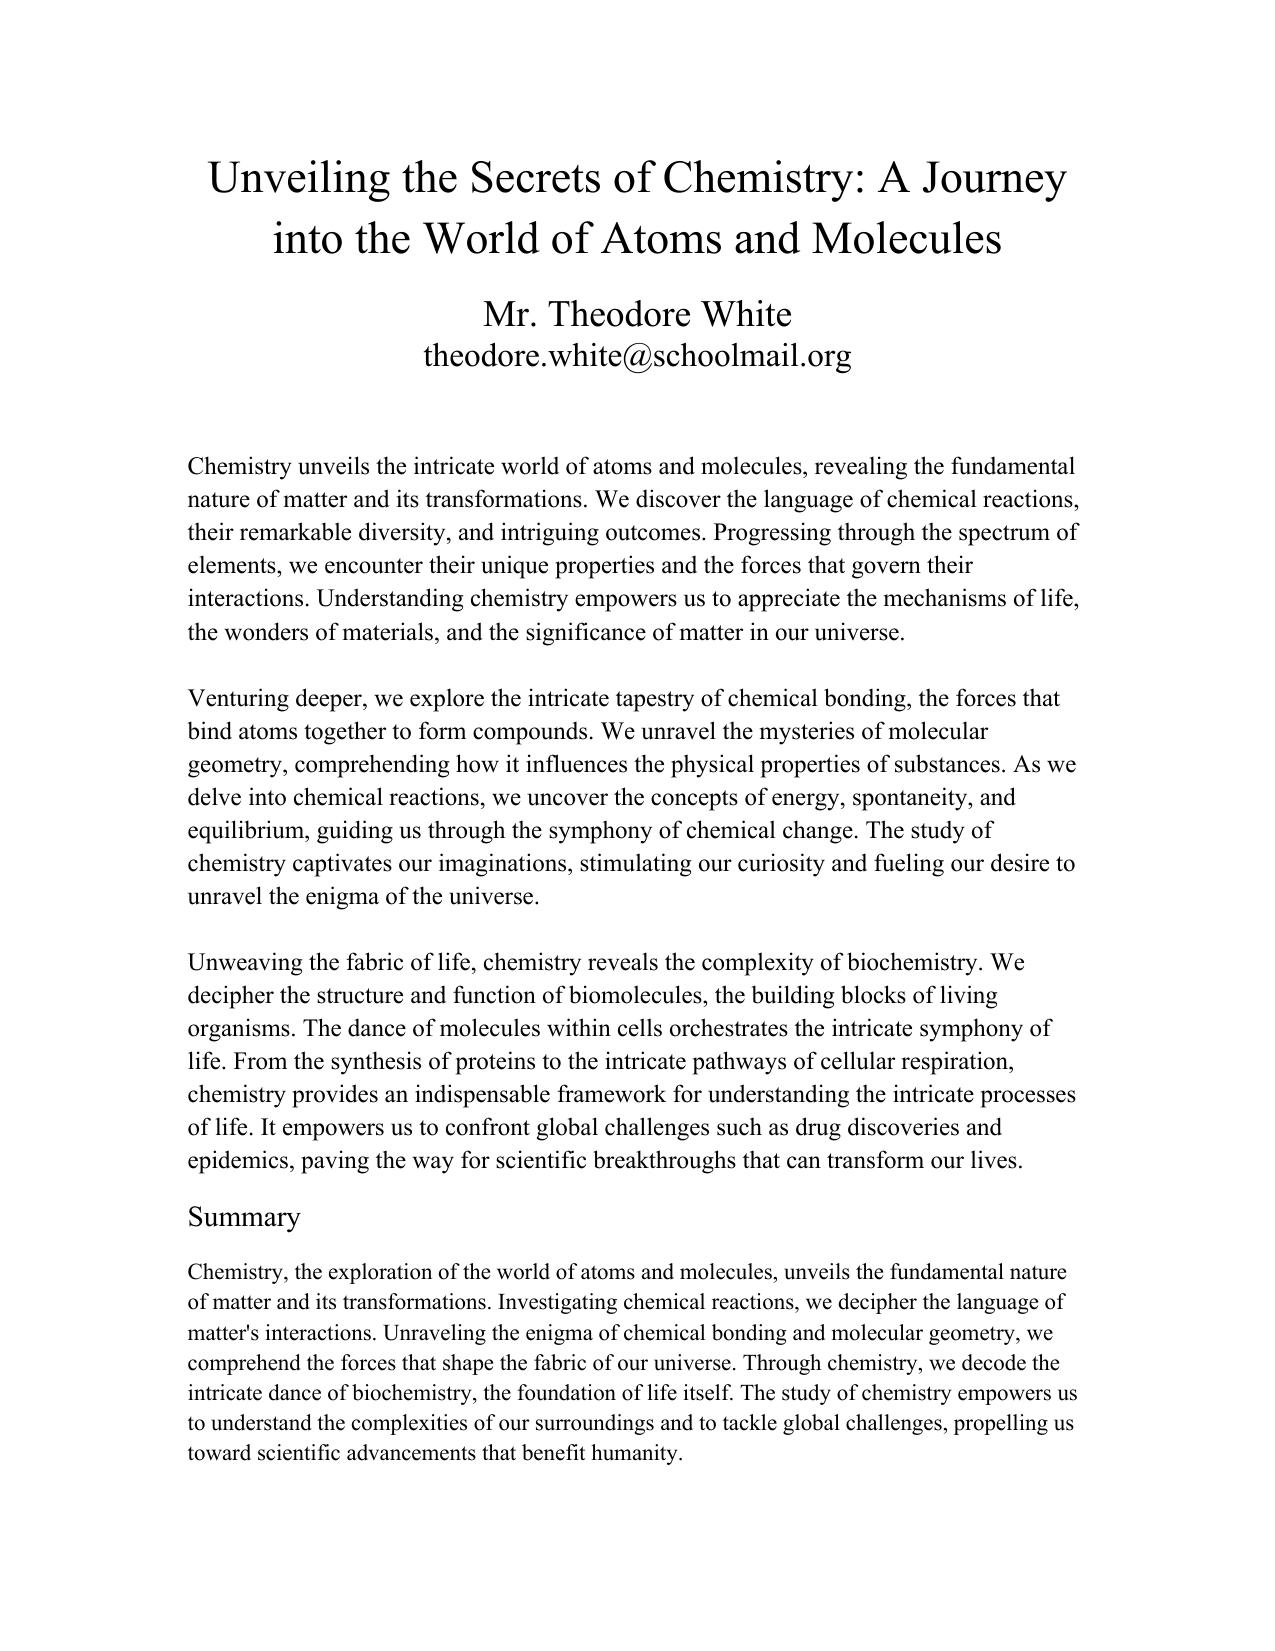 Unveiling the Secrets of Chemistry: A Journey
into the World of Atoms and Molecules
Mr. Theodore White
theodore.white@schoolmail.org
Chemistry unveils the intricate world of atoms and molecules, revealing the fundamental
nature of matter and its transformations. We discover the language of chemical reactions,
their remarkable diversity, and intriguing outcomes. Progressing through the spectrum of
elements, we encounter their unique properties and the forces that govern their
interactions. Understanding chemistry empowers us to appreciate the mechanisms of life,
the wonders of materials, and the significance of matter in our universe.
Venturing deeper, we explore the intricate tapestry of chemical bonding, the forces that
bind atoms together to form compounds. We unravel the mysteries of molecular
geometry, comprehending how it influences the physical properties of substances. As we
delve into chemical reactions, we uncover the concepts of energy, spontaneity, and
equilibrium, guiding us through the symphony of chemical change. The study of
chemistry captivates our imaginations, stimulating our curiosity and fueling our desire to
unravel the enigma of the universe.
Unweaving the fabric of life, chemistry reveals the complexity of biochemistry. We
decipher the structure and function of biomolecules, the building blocks of living
organisms. The dance of molecules within cells orchestrates the intricate symphony of
life. From the synthesis of proteins to the intricate pathways of cellular respiration,
chemistry provides an indispensable framework for understanding the intricate processes
of life. It empowers us to confront global challenges such as drug discoveries and
epidemics, paving the way for scientific breakthroughs that can transform our lives.
Summary
Chemistry, the exploration of the world of atoms and molecules, unveils the fundamental nature
of matter and its transformations. Investigating chemical reactions, we decipher the language of
matter's interactions. Unraveling the enigma of chemical bonding and molecular geometry, we
comprehend the forces that shape the fabric of our universe. Through chemistry, we decode the
intricate dance of biochemistry, the foundation of life itself. The study of chemistry empowers us
to understand the complexities of our surroundings and to tackle global challenges, propelling us
toward scientific advancements that benefit humanity.